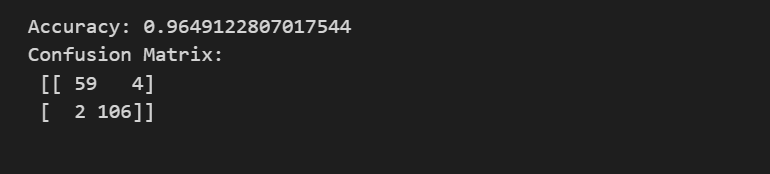 Accuracy: 0.9649122807017544
Confusion Matrix:
 [[ 59   4]
 [  2 106]]